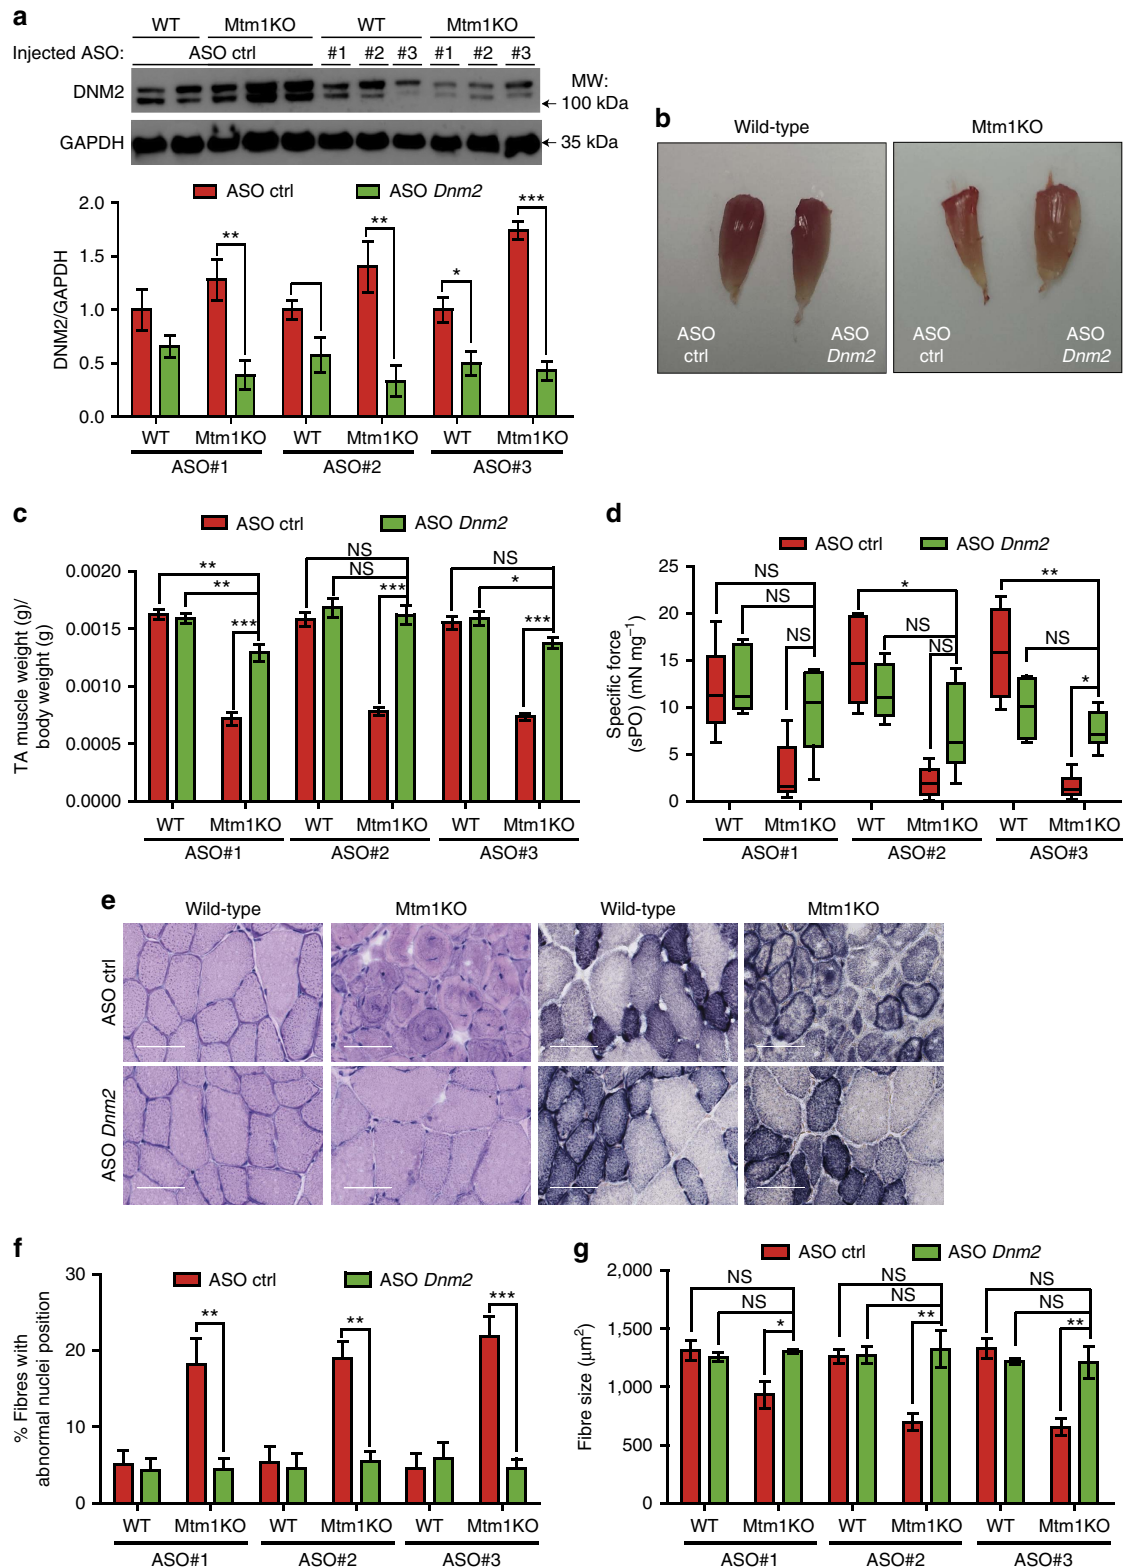 a
WT Mtm1KO WT Mtm1KO
Injected ASO: ASO ctrl #1 #2 #3 #1 #2 #3
DNM2
MW:
← 100 kDa
GAPDH
← 35 kDa
ASO ctrl ASO Dnm2
DNM2/GAPDH
2.0
1.5
1.0
0.5
0.0
** ** * ***
WT Mtm1KO WT Mtm1KO WT Mtm1KO
ASO#1 ASO#2 ASO#3
b
Wild-type Mtm1KO
ASO ctrl
ASO Dnm2
ASO ctrl
ASO Dnm2
c
ASO ctrl ASO Dnm2
TA muscle weight (g)/
body weight (g)
0.0020
0.0015
0.0010
0.0005
0.0000
** ** ***
NS NS ***
NS * ***
WT Mtm1KO WT Mtm1KO WT Mtm1KO
ASO#1 ASO#2 ASO#3
d
ASO ctrl ASO Dnm2
Specific force
(sPO) (mN mg−1)
25
20
15
10
5
0
NS NS NS
* NS NS
** NS *
WT Mtm1KO WT Mtm1KO WT Mtm1KO
ASO#1 ASO#2 ASO#3
e
Wild-type Mtm1KO Wild-type Mtm1KO
ASO ctrl
ASO Dnm2
f
ASO ctrl ASO Dnm2
% Fibres with
abnormal nuclei position
30
20
10
0
** ** ***
WT Mtm1KO WT Mtm1KO WT Mtm1KO
ASO#1 ASO#2 ASO#3
g
ASO ctrl ASO Dnm2
Fibre size (µm²)
2,000
1,500
1,000
500
0
NS NS *
NS NS **
NS NS **
WT Mtm1KO WT Mtm1KO WT Mtm1KO
ASO#1 ASO#2 ASO#3